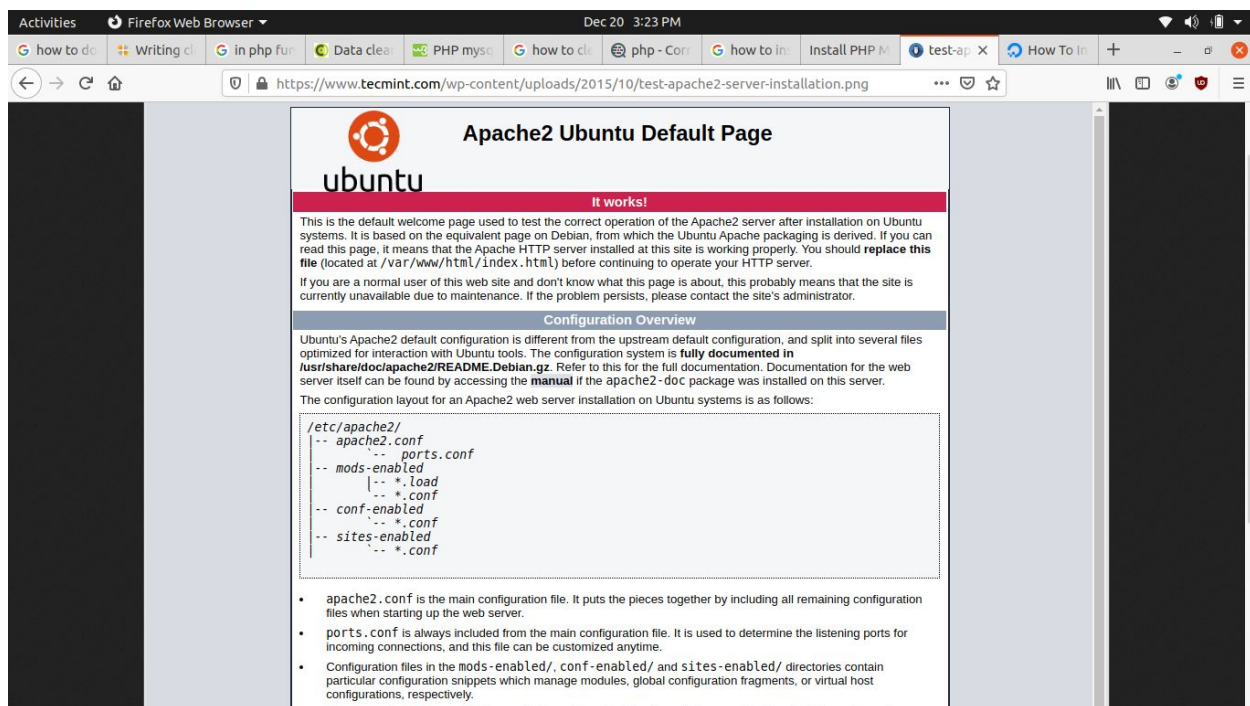 Activities Firefox Web Browser Dec 20 3:23 PM
how to do Writing cl in php fun Data clear PHP mysq how to cle php - Corr how to ins Install PHP M test-ap How To In
https://www.tecmint.com/wp-content/uploads/2015/10/test-apache2-server-installation.png
ubuntu
Apache2 Ubuntu Default Page
It works!
This is the default welcome page used to test the correct operation of the Apache2 server after installation on Ubuntu
systems. It is based on the equivalent page on Debian, from which the Ubuntu Apache packaging is derived. If you can
read this page, it means that the Apache HTTP server installed at this site is working properly. You should replace this
file (located at /var/www/html/index.html) before continuing to operate your HTTP server.
If you are a normal user of this web site and don't know what this page is about, this probably means that the site is
currently unavailable due to maintenance. If the problem persists, please contact the site's administrator.
Configuration Overview
Ubuntu's Apache2 default configuration is different from the upstream default configuration, and split into several files
optimized for interaction with Ubuntu tools. The configuration system is fully documented in
/usr/share/doc/apache2/README.Debian.gz. Refer to this for the full documentation. Documentation for the web
server itself can be found by accessing the manual if the apache2-doc package was installed on this server.
The configuration layout for an Apache2 web server installation on Ubuntu systems is as follows:
/etc/apache2/
|-- apache2.conf
|       `--  ports.conf
|-- mods-enabled
|       |-- *.load
|       `-- *.conf
|-- conf-enabled
|       `-- *.conf
|-- sites-enabled
|       `-- *.conf
• apache2.conf is the main configuration file. It puts the pieces together by including all remaining configuration
files when starting up the web server.
• ports.conf is always included from the main configuration file. It is used to determine the listening ports for
incoming connections, and this file can be customized anytime.
• Configuration files in the mods-enabled/, conf-enabled/ and sites-enabled/ directories contain
particular configuration snippets which manage modules, global configuration fragments, or virtual host
configurations, respectively.